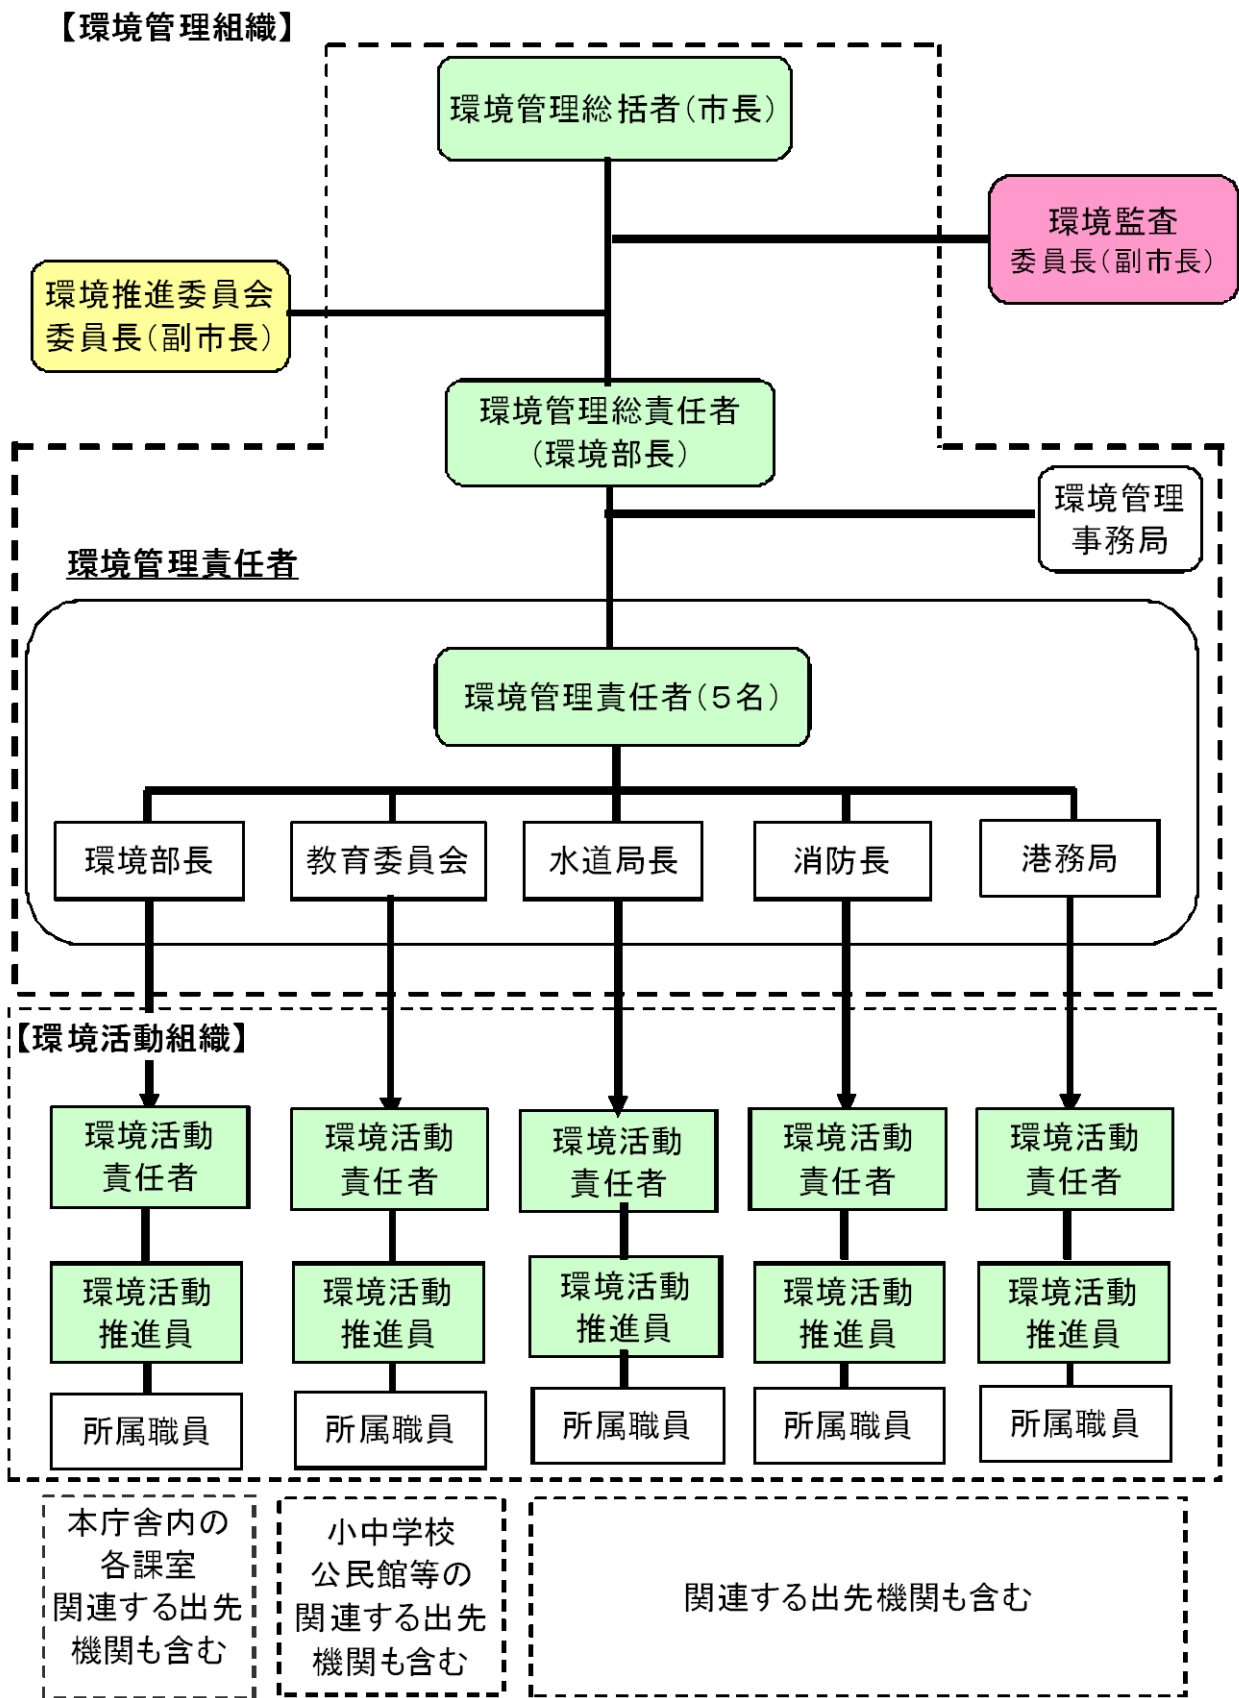 【環境管理組織】
環境管理総括者(市長)
環境監査
委員長(副市長)
環境推進委員会
委員長(副市長)
環境管理総責任者
(環境部長)
環境管理
事務局
環境管理責任者
環境管理責任者(5名)
環境部長
教育委員会
水道局長
消防長
港務局
【環境活動組織】
環境活動
責任者
環境活動
責任者
環境活動
責任者
環境活動
責任者
環境活動
責任者
環境活動
推進員
環境活動
推進員
環境活動
推進員
環境活動
推進員
環境活動
推進員
所属職員
所属職員
所属職員
所属職員
所属職員
本庁舎内の
各課室
関連する出先
機関も含む
小中学校
公民館等の
関連する出先
機関も含む
関連する出先機関も含む